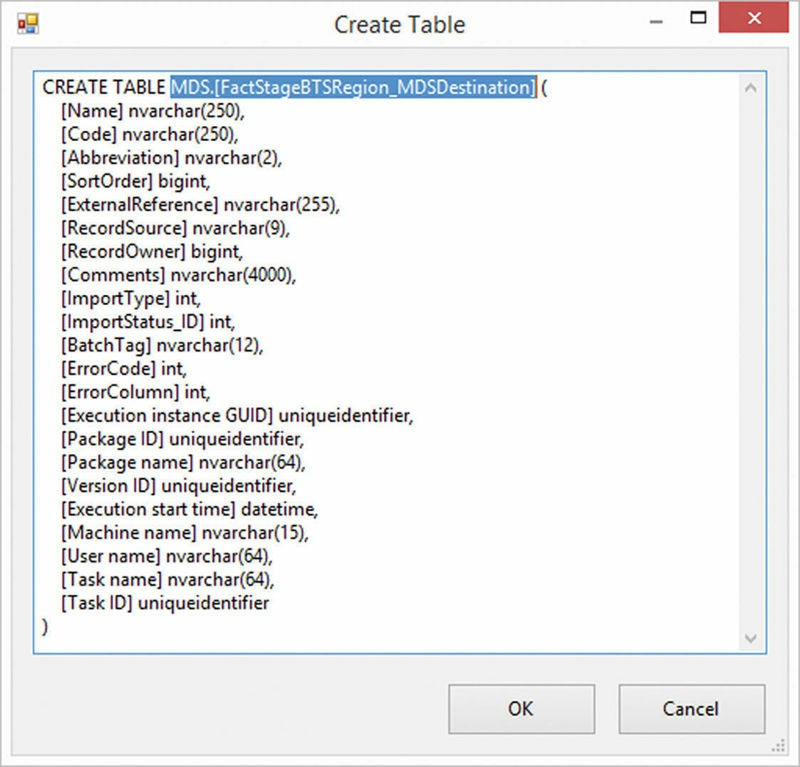 Create Table
CREATE TABLE MDS.[FactStageBTSRegion_MDSDestination] (
[Name] nvarchar(250),
[Code] nvarchar(250),
[Abbreviation] nvarchar(2),
[SortOrder] bigint,
[ExternalReference] nvarchar(255),
[RecordSource] nvarchar(9),
[RecordOwner] bigint,
[Comments] nvarchar(4000),
[ImportType] int,
[ImportStatus_ID] int,
[BatchTag] nvarchar(12),
[ErrorCode] int,
[ErrorColumn] int,
[Execution instance GUID] uniqueidentifier,
[Package ID] uniqueidentifier,
[Package name] nvarchar(64),
[Version ID] uniqueidentifier,
[Execution start time] datetime,
[Machine name] nvarchar(15),
[User name] nvarchar(64),
[Task name] nvarchar(64),
[Task ID] uniqueidentifier
)
OK Cancel